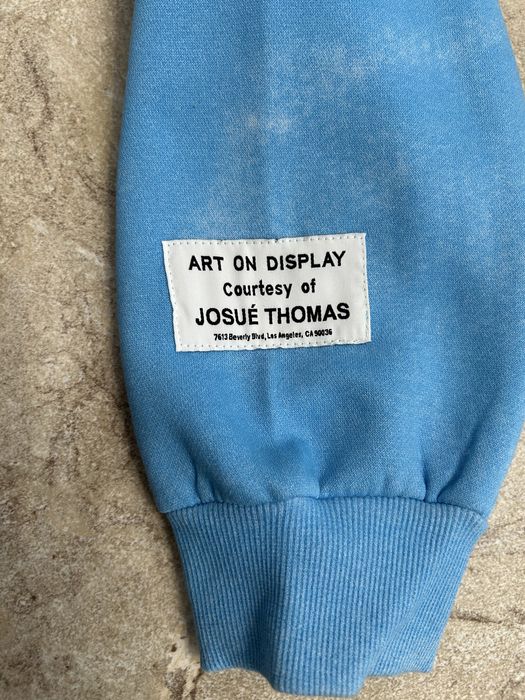 ART ON DISPLAY
Courtesy of
JOSUÉ THOMAS
7613 Beverly Blvd, Los Angeles, CA 90036